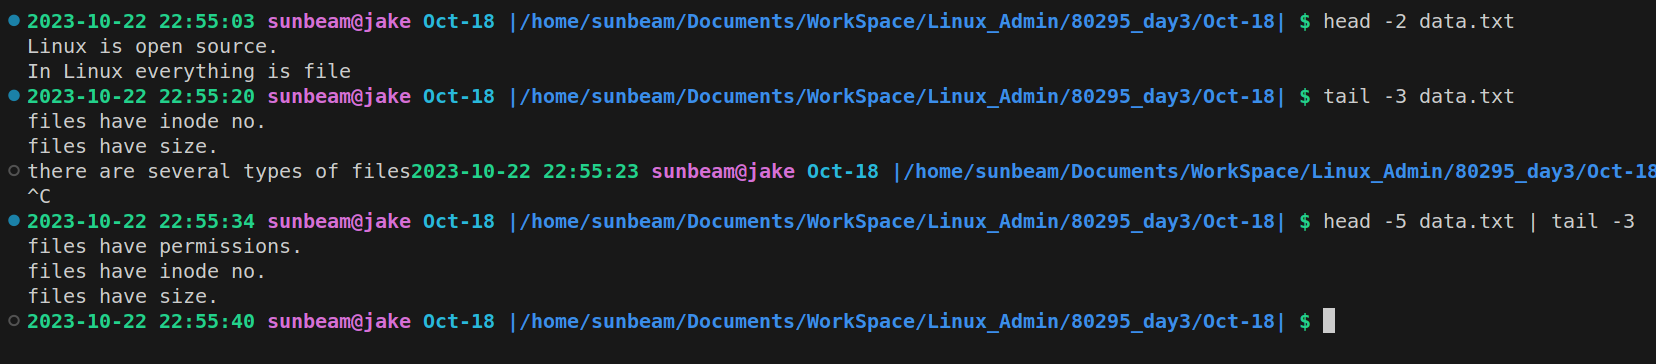 2023-10-22 22:55:03 sunbeam@jake Oct-18 |/home/sunbeam/Documents/WorkSpace/Linux_Admin/80295_day3/Oct-18| $ head -2 data.txt
Linux is open source.
In Linux everything is file
2023-10-22 22:55:20 sunbeam@jake Oct-18 |/home/sunbeam/Documents/WorkSpace/Linux_Admin/80295_day3/Oct-18| $ tail -3 data.txt
files have inode no.
files have size.
there are several types of files2023-10-22 22:55:23 sunbeam@jake Oct-18 |/home/sunbeam/Documents/WorkSpace/Linux_Admin/80295_day3/Oct-18
^C
2023-10-22 22:55:34 sunbeam@jake Oct-18 |/home/sunbeam/Documents/WorkSpace/Linux_Admin/80295_day3/Oct-18| $ head -5 data.txt | tail -3
files have permissions.
files have inode no.
files have size.
2023-10-22 22:55:40 sunbeam@jake Oct-18 |/home/sunbeam/Documents/WorkSpace/Linux_Admin/80295_day3/Oct-18| $